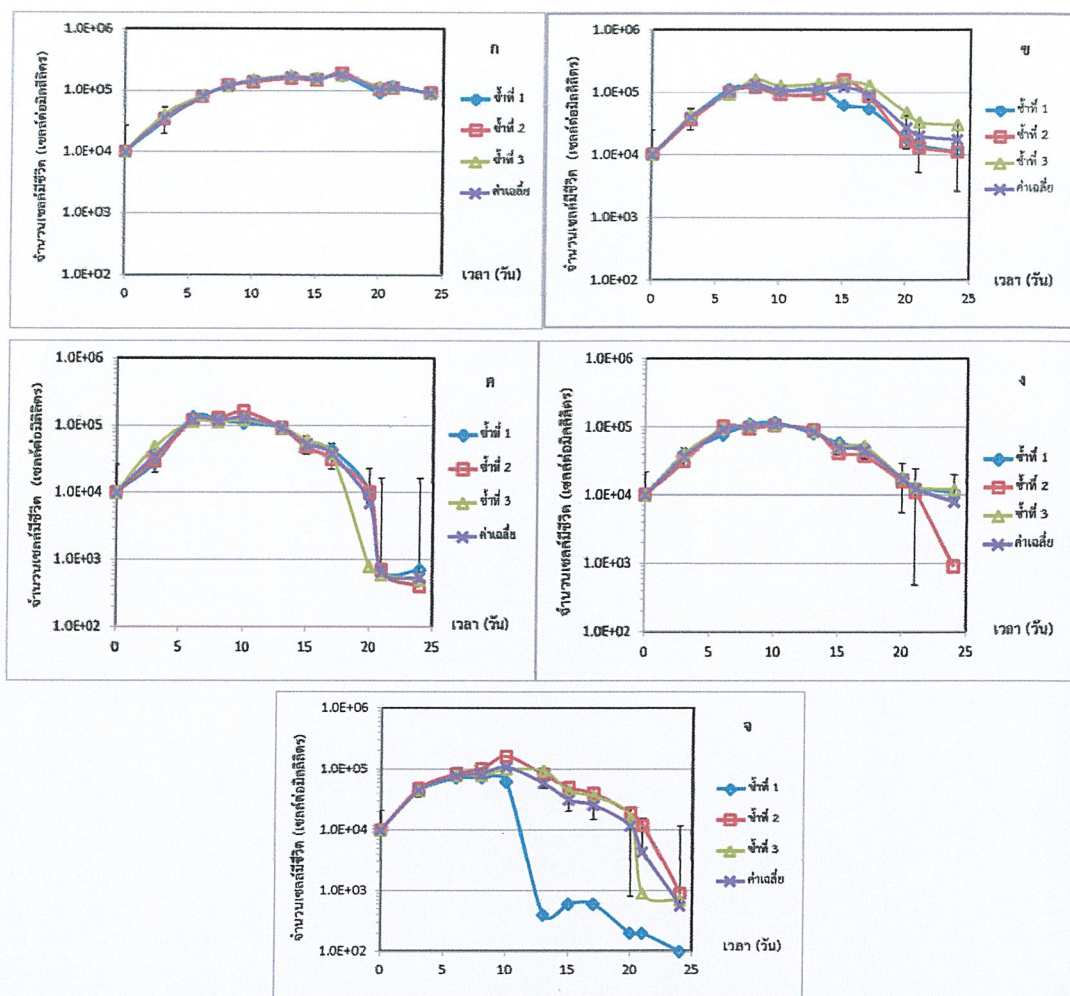 จำนวนเซลล์มีชีวิต (เซลล์ต่อมิลลิลิตร)
1.0E+06
1.0E+05
1.0E+04
1.0E+03
1.0E+02
0 5 10 15 20 25
ก
ซ้ำที่ 1
ซ้ำที่ 2
ซ้ำที่ 3
ค่าเฉลี่ย
เวลา (วัน)
จำนวนเซลล์มีชีวิต (เซลล์ต่อมิลลิลิตร)
1.0E+06
1.0E+05
1.0E+04
1.0E+03
1.0E+02
0 5 10 15 20 25
ข
ซ้ำที่ 1
ซ้ำที่ 2
ซ้ำที่ 3
ค่าเฉลี่ย
เวลา (วัน)
จำนวนเซลล์มีชีวิต (เซลล์ต่อมิลลิลิตร)
1.0E+06
1.0E+05
1.0E+04
1.0E+03
1.0E+02
0 5 10 15 20 25
ค
ซ้ำที่ 1
ซ้ำที่ 2
ซ้ำที่ 3
ค่าเฉลี่ย
เวลา (วัน)
จำนวนเซลล์มีชีวิต (เซลล์ต่อมิลลิลิตร)
1.0E+06
1.0E+05
1.0E+04
1.0E+03
1.0E+02
0 5 10 15 20 25
ง
ซ้ำที่ 1
ซ้ำที่ 2
ซ้ำที่ 3
ค่าเฉลี่ย
เวลา (วัน)
จำนวนเซลล์มีชีวิต (เซลล์ต่อมิลลิลิตร)
1.0E+06
1.0E+05
1.0E+04
1.0E+03
1.0E+02
0 5 10 15 20 25
จ
ซ้ำที่ 1
ซ้ำที่ 2
ซ้ำที่ 3
ค่าเฉลี่ย
เวลา (วัน)